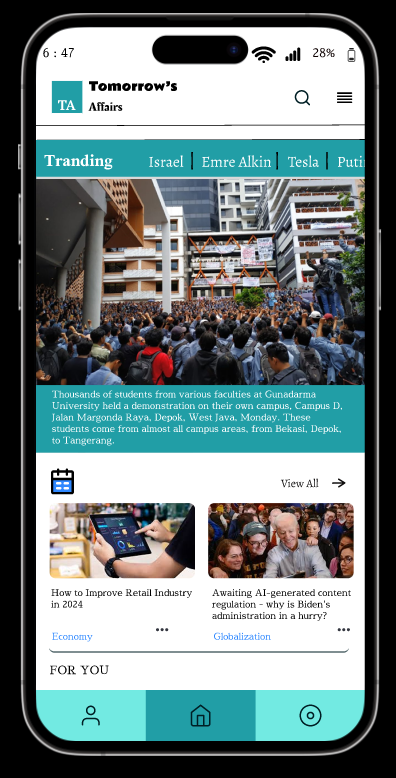 6 : 47
28%
TA
Tomorrow's
Affairs
Tranding
Israel
Emre Alkin
Tesla
Puti
Thousands of students from various faculties at Gunadarma
University held a demonstration on their own campus, Campus D,
Jalan Margonda Raya, Depok, West Java, Monday. These
students come from almost all campus areas, from Bekasi, Depok,
to Tangerang.
View All
How to Improve Retail Industry
in 2024
Economy
Awaiting AI-generated content
regulation - why is Biden's
administration in a hurry?
Globalization
FOR YOU